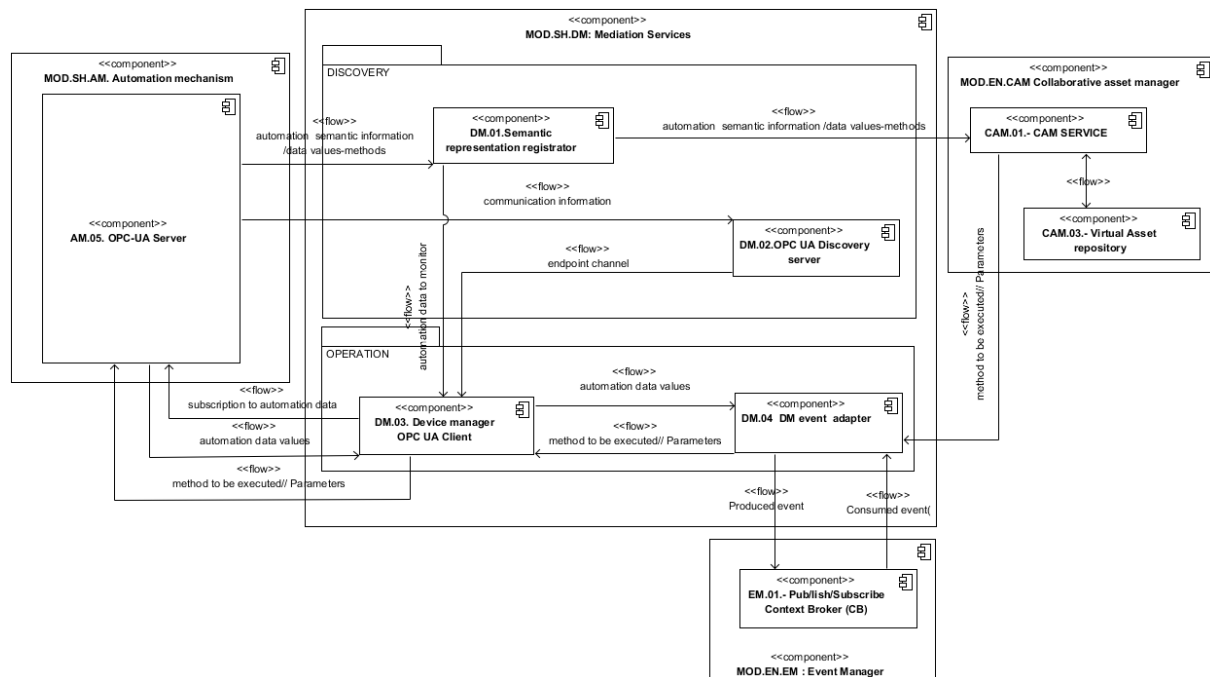 <<component>>
MOD.SH.DM: Mediation Services
<<component>>
MOD.SH.AM. Automation mechanism
<<component>>
MOD.EN.CAM Collaborative asset manager
DISCOVERY
<<flow>>
automation semantic information
/data values-methods
<<component>>
DM.01.Semantic
representation registrator
<<flow>>
automation semantic information /data values-methods
<<component>>
CAM.01.- CAM SERVICE
<<flow>>
<<component>>
CAM.03.- Virtual Asset
repository
<<component>>
AM.05. OPC-UA Server
<<flow>>
communication information
<<component>>
DM.02.OPC UA Discovery
server
<<flow>>
endpoint channel
<<flow>>
automation data to monitor
<<flow>>
method to be executed// Parameters
OPERATION
<<flow>>
subscription to automation data
<<flow>>
automation data values
<<flow>>
method to be executed// Parameters
<<component>>
DM.03. Device manager
OPC UA Client
<<flow>>
automation data values
<<flow>>
method to be executed// Parameters
<<component>>
DM.04 DM event adapter
<<flow>>
Produced event
<<flow>>
Consumed event(
<<component>>
EM.01.- Pub/lish/Subscribe
Context Broker (CB)
<<component>>
MOD.EN.EM : Event Manager